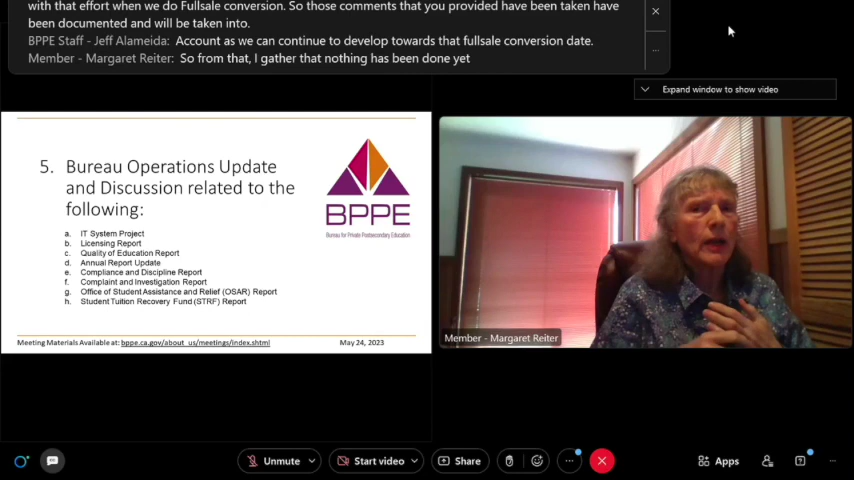 with that effort when we do Fullsale conversion. So those comments that you provided have been taken have
been documented and will be taken into.
BPPE Staff - Jeff Alameida: Account as we can continue to develop towards that fullsale conversion date.
Member - Margaret Reiter: So from that, I gather that nothing has been done yet
Expand window to show video
5. Bureau Operations Update
and Discussion related to the
following:
a. IT System Project
b. Licensing Report
c. Quality of Education Report
d. Annual Report Update
e. Compliance and Discipline Report
f. Complaint and Investigation Report
g. Office of Student Assistance and Relief (OSAR) Report
h. Student Tuition Recovery Fund (STRF) Report
BPPE
Bureau for Private Postsecondary Education
Meeting Materials Available at: bppe.ca.gov/about_us/meetings/index.shtml May 24, 2023
Member - Margaret Reiter
Unmute Start video Share Apps